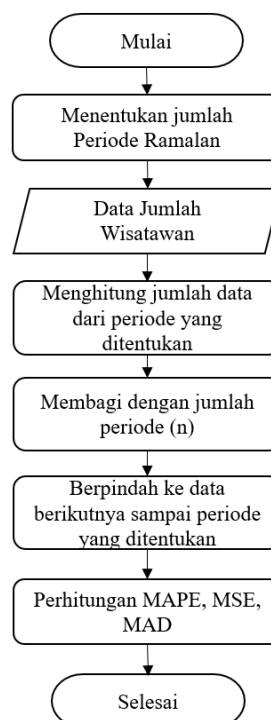 Mulai
Menentukan jumlah
Periode Ramalan
Data Jumlah
Wisatawan
Menghitung jumlah data
dari periode yang
ditentukan
Membagi dengan jumlah
periode (n)
Berpindah ke data
berikutnya sampai periode
yang ditentukan
Perhitungan MAPE, MSE,
MAD
Selesai